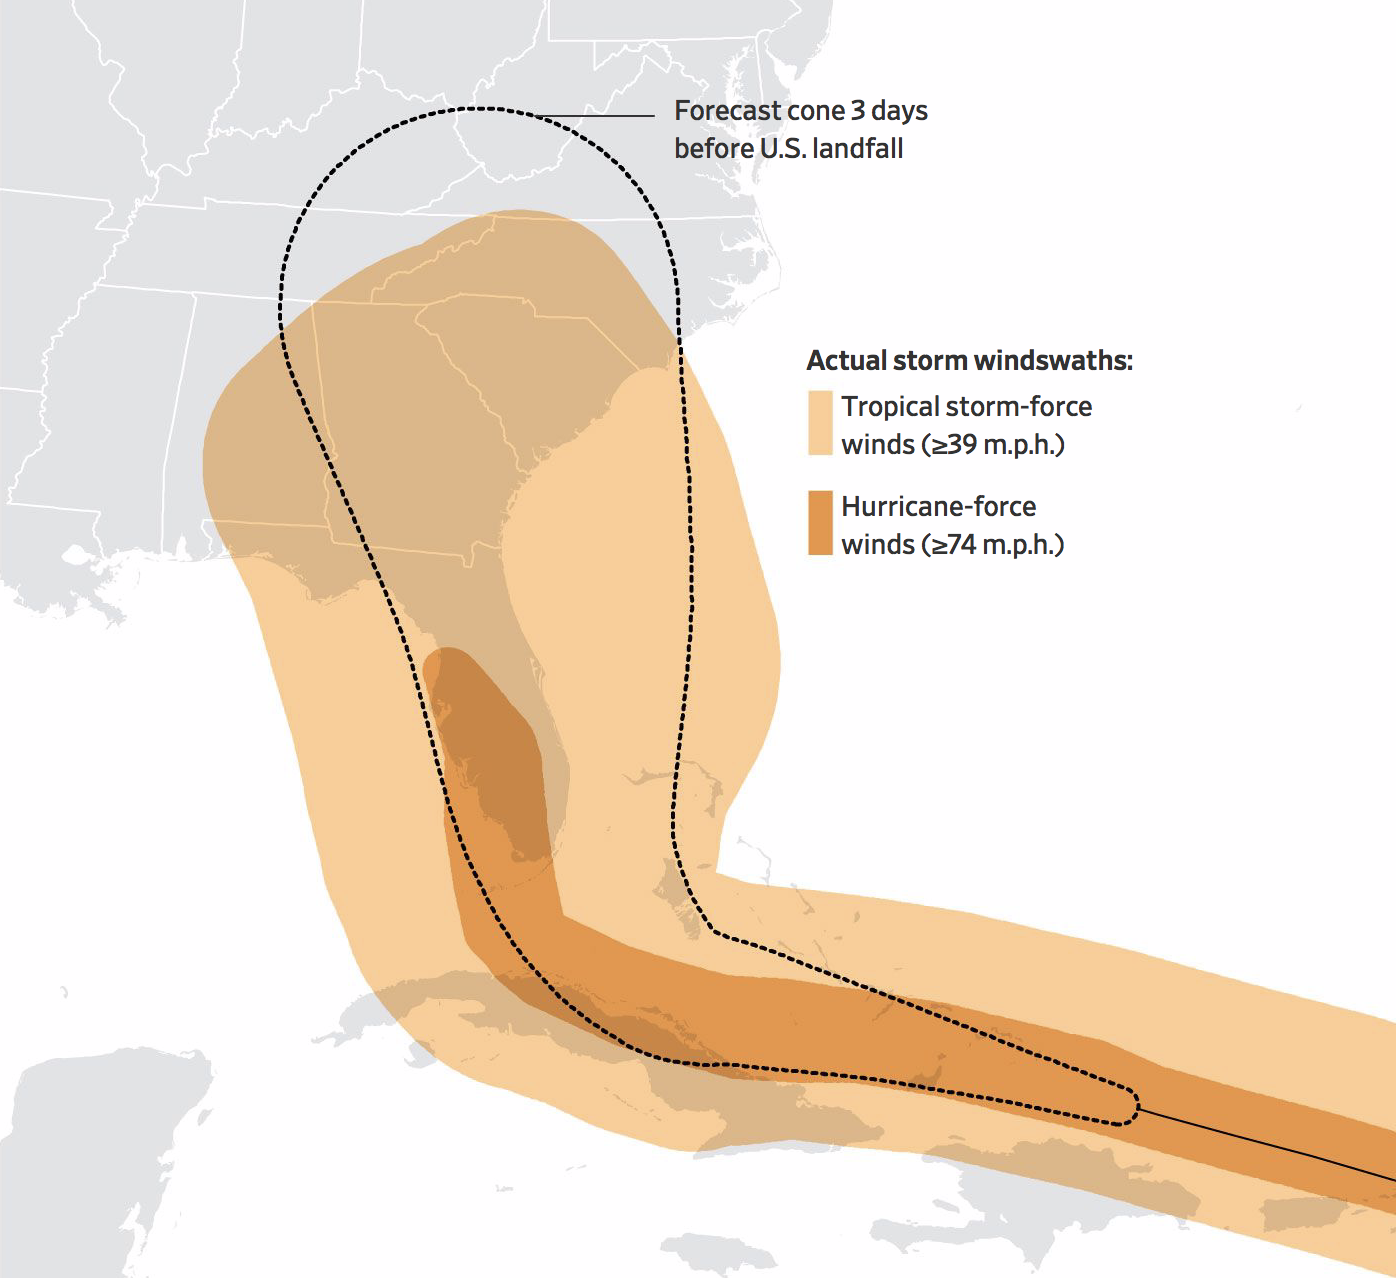 Forecast cone 3 days
before U.S. landfall
Actual storm windswaths:
Tropical storm-force
winds (≥39 m.p.h.)
Hurricane-force
winds (≥74 m.p.h.)